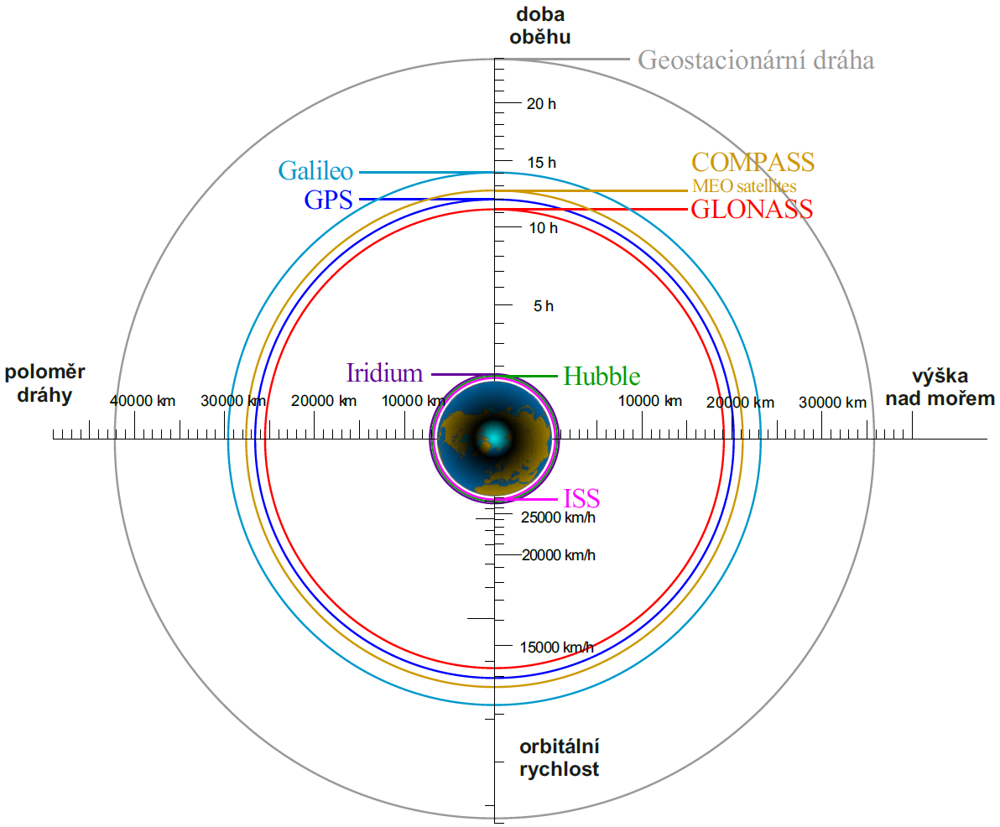 doba
oběhu
Geostacionární dráha
20 h
15 h
COMPASS
MEO satellites
Galileo
GPS
GLONASS
10 h
5 h
Iridium
Hubble
poloměr
dráhy
výška
nad mořem
40000 km
30000 km
20000 km
10000 km
10000 km
20000 km
30000 km
ISS
25000 km/h
20000 km/h
15000 km/h
orbitální
rychlost